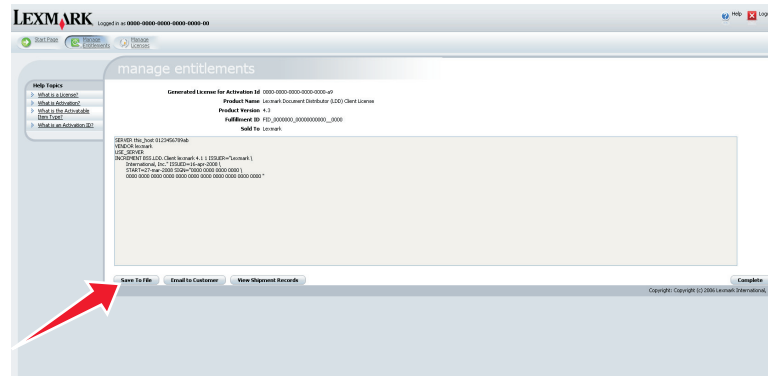 LEXMARK Logged in as 0000-0000-0000-0000-0000-00
Help Log
Start Page Manage Entitlements Manage Licenses
manage entitlements
Help Topics
What is a License?
What is Activation?
What is the Activatable
Item Type?
What is an Activation ID?
Generated License for Activation Id 0000-0000-0000-0000-0000-a9
Product Name Lexmark Document Distributor (LDD) Client License
Product Version 4.3
Fulfillment ID FID_0000000_00000000000__0000
Sold To Lexmark
SERVER this_host 0123456789ab
VENDOR lexmark
USE_SERVER
INCREMENT BSS.LDD.Client lexmark 4.1 1 ISSUER="Lexmark \
International, Inc." ISSUED=16-apr-2008 \
START=27-mar-2008 SIGN="0000 0000 0000 0000 \
0000 0000 0000 0000 0000 0000 0000 0000 0000 0000 "
Save To File Email to Customer View Shipment Records Complete
Copyright: Copyright (c) 2006 Lexmark International,